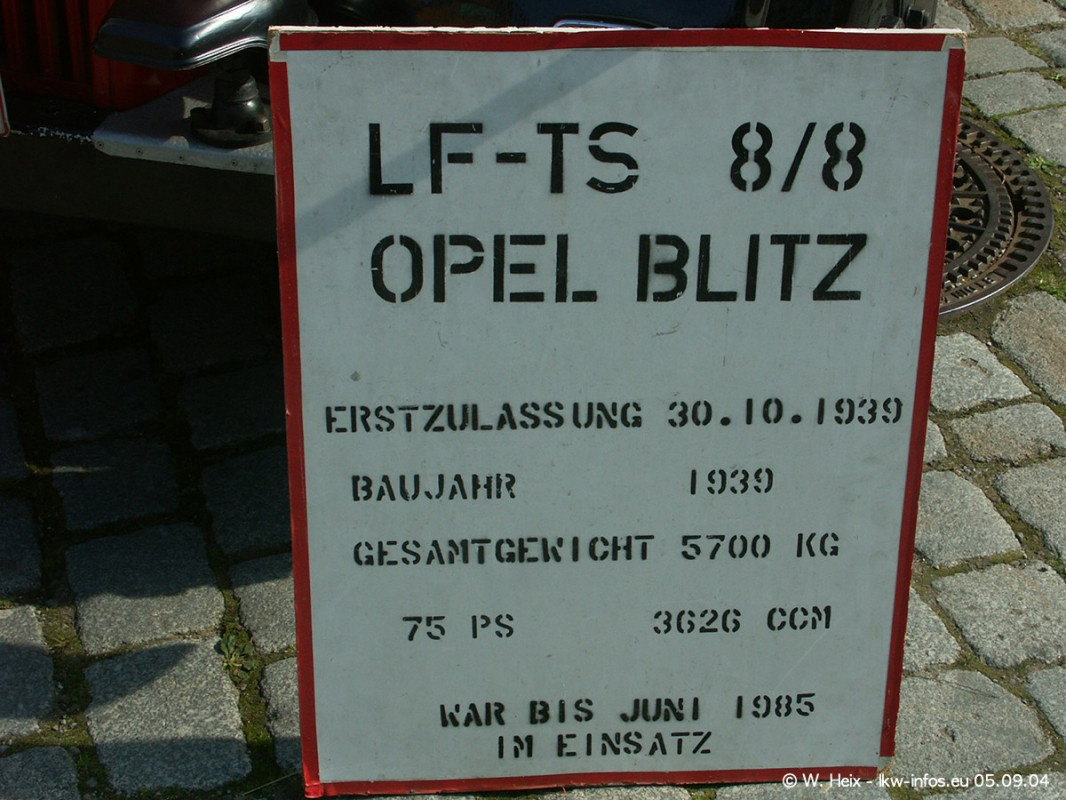 LF-TS 8/8
OPEL BLITZ
ERSTZULASSUNG 30.10.1939
BAUJAHR 1939
GESAMTGEWICHT 5700 KG
75 PS 3626 CCM
WAR BIS JUNI 1985
IM EINSATZ
© W. Heix - lkw-infos.eu 05.09.04